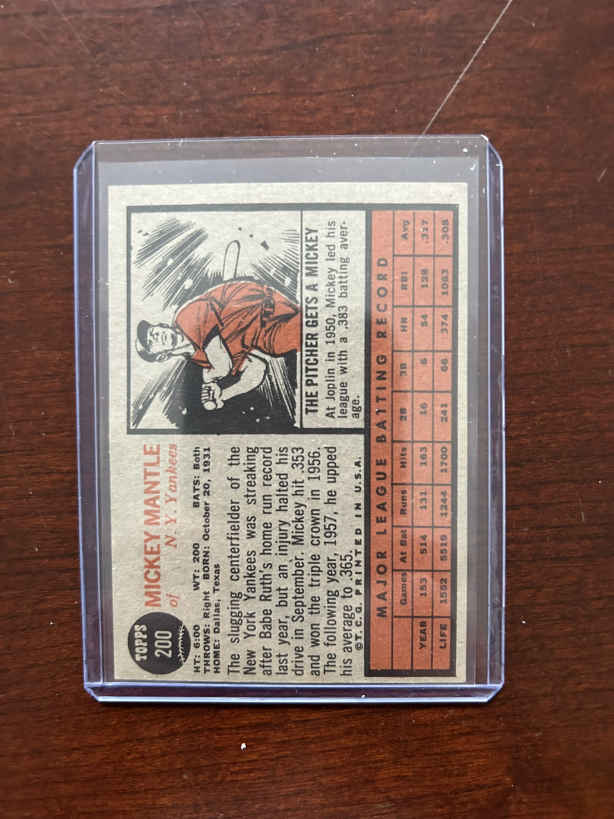 TOPPS
200
MICKEY MANTLE
of N. Y. Yankees
HT: 6:00 WT: 200 BATS: Both
THROWS: Right BORN: October 20, 1931
HOME: Dallas, Texas
The slugging centerfielder of the
New York Yankees was streaking
after Babe Ruth's home run record
last year, but an injury halted his
drive in September. Mickey hit .353
and won the triple crown in 1956.
The following year, 1957, he upped
his average to .365.
©T.C.G. PRINTED IN U.S.A.
THE PITCHER GETS A MICKEY
At Joplin in 1950, Mickey led his
league with a .383 batting aver-
age.
MAJOR LEAGUE BATTING RECORD
Games At Bat Runs Hits 2B 3B HR RBI Avg
YEAR 153 514 131 163 16 6 54 128 .317
LIFE 1552 5519 1244 1700 241 66 374 1063 .308